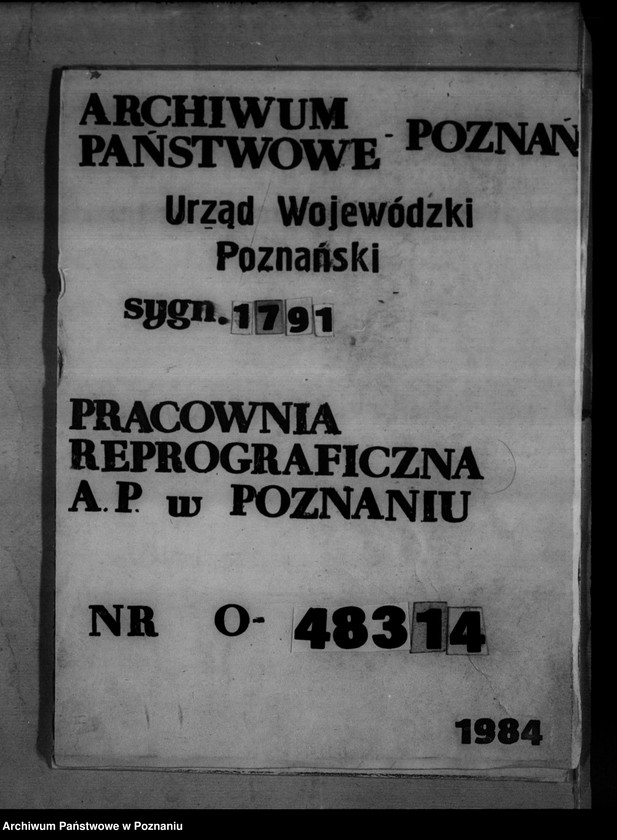 ARCHIWUM
PAŃSTWOWE - POZNAŃ
Urząd Wojewódzki
Poznański
sygn. 1791
PRACOWNIA
REPROGRAFICZNA
A. P. w POZNANIU
NR O- 48314
1984
Archiwum Państwowe w Poznaniu